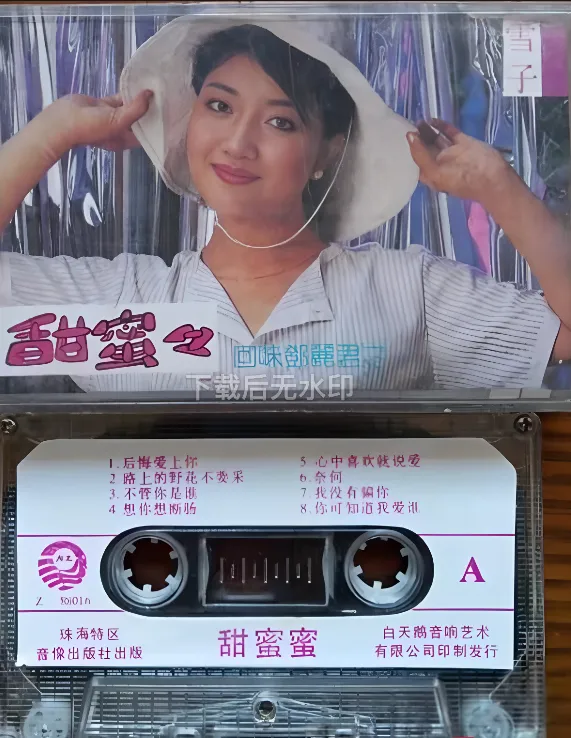 雪子
甜蜜々
回味鄧麗君
下载后无水印
1.后悔爱上你
2 路上的野花不要采
3.不管你是谁
4 想你想断肠
5.心中喜欢就说爱
6.奈何
7.我没有骗你
8.你可知道我爱谁
A
珠海特区
音像出版社出版
甜蜜蜜
白天鹅音响艺术
有限公司印制发行